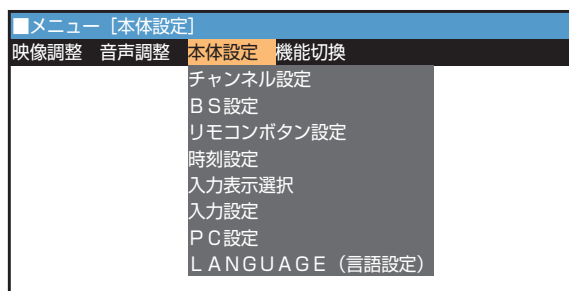 ■メニュー［本体設定］
映像調整 音声調整 本体設定 機能切換
チャンネル設定
ＢＳ設定
リモコンボタン設定
時刻設定
入力表示選択
入力設定
ＰＣ設定
ＬＡＮＧＵＡＧＥ（言語設定）